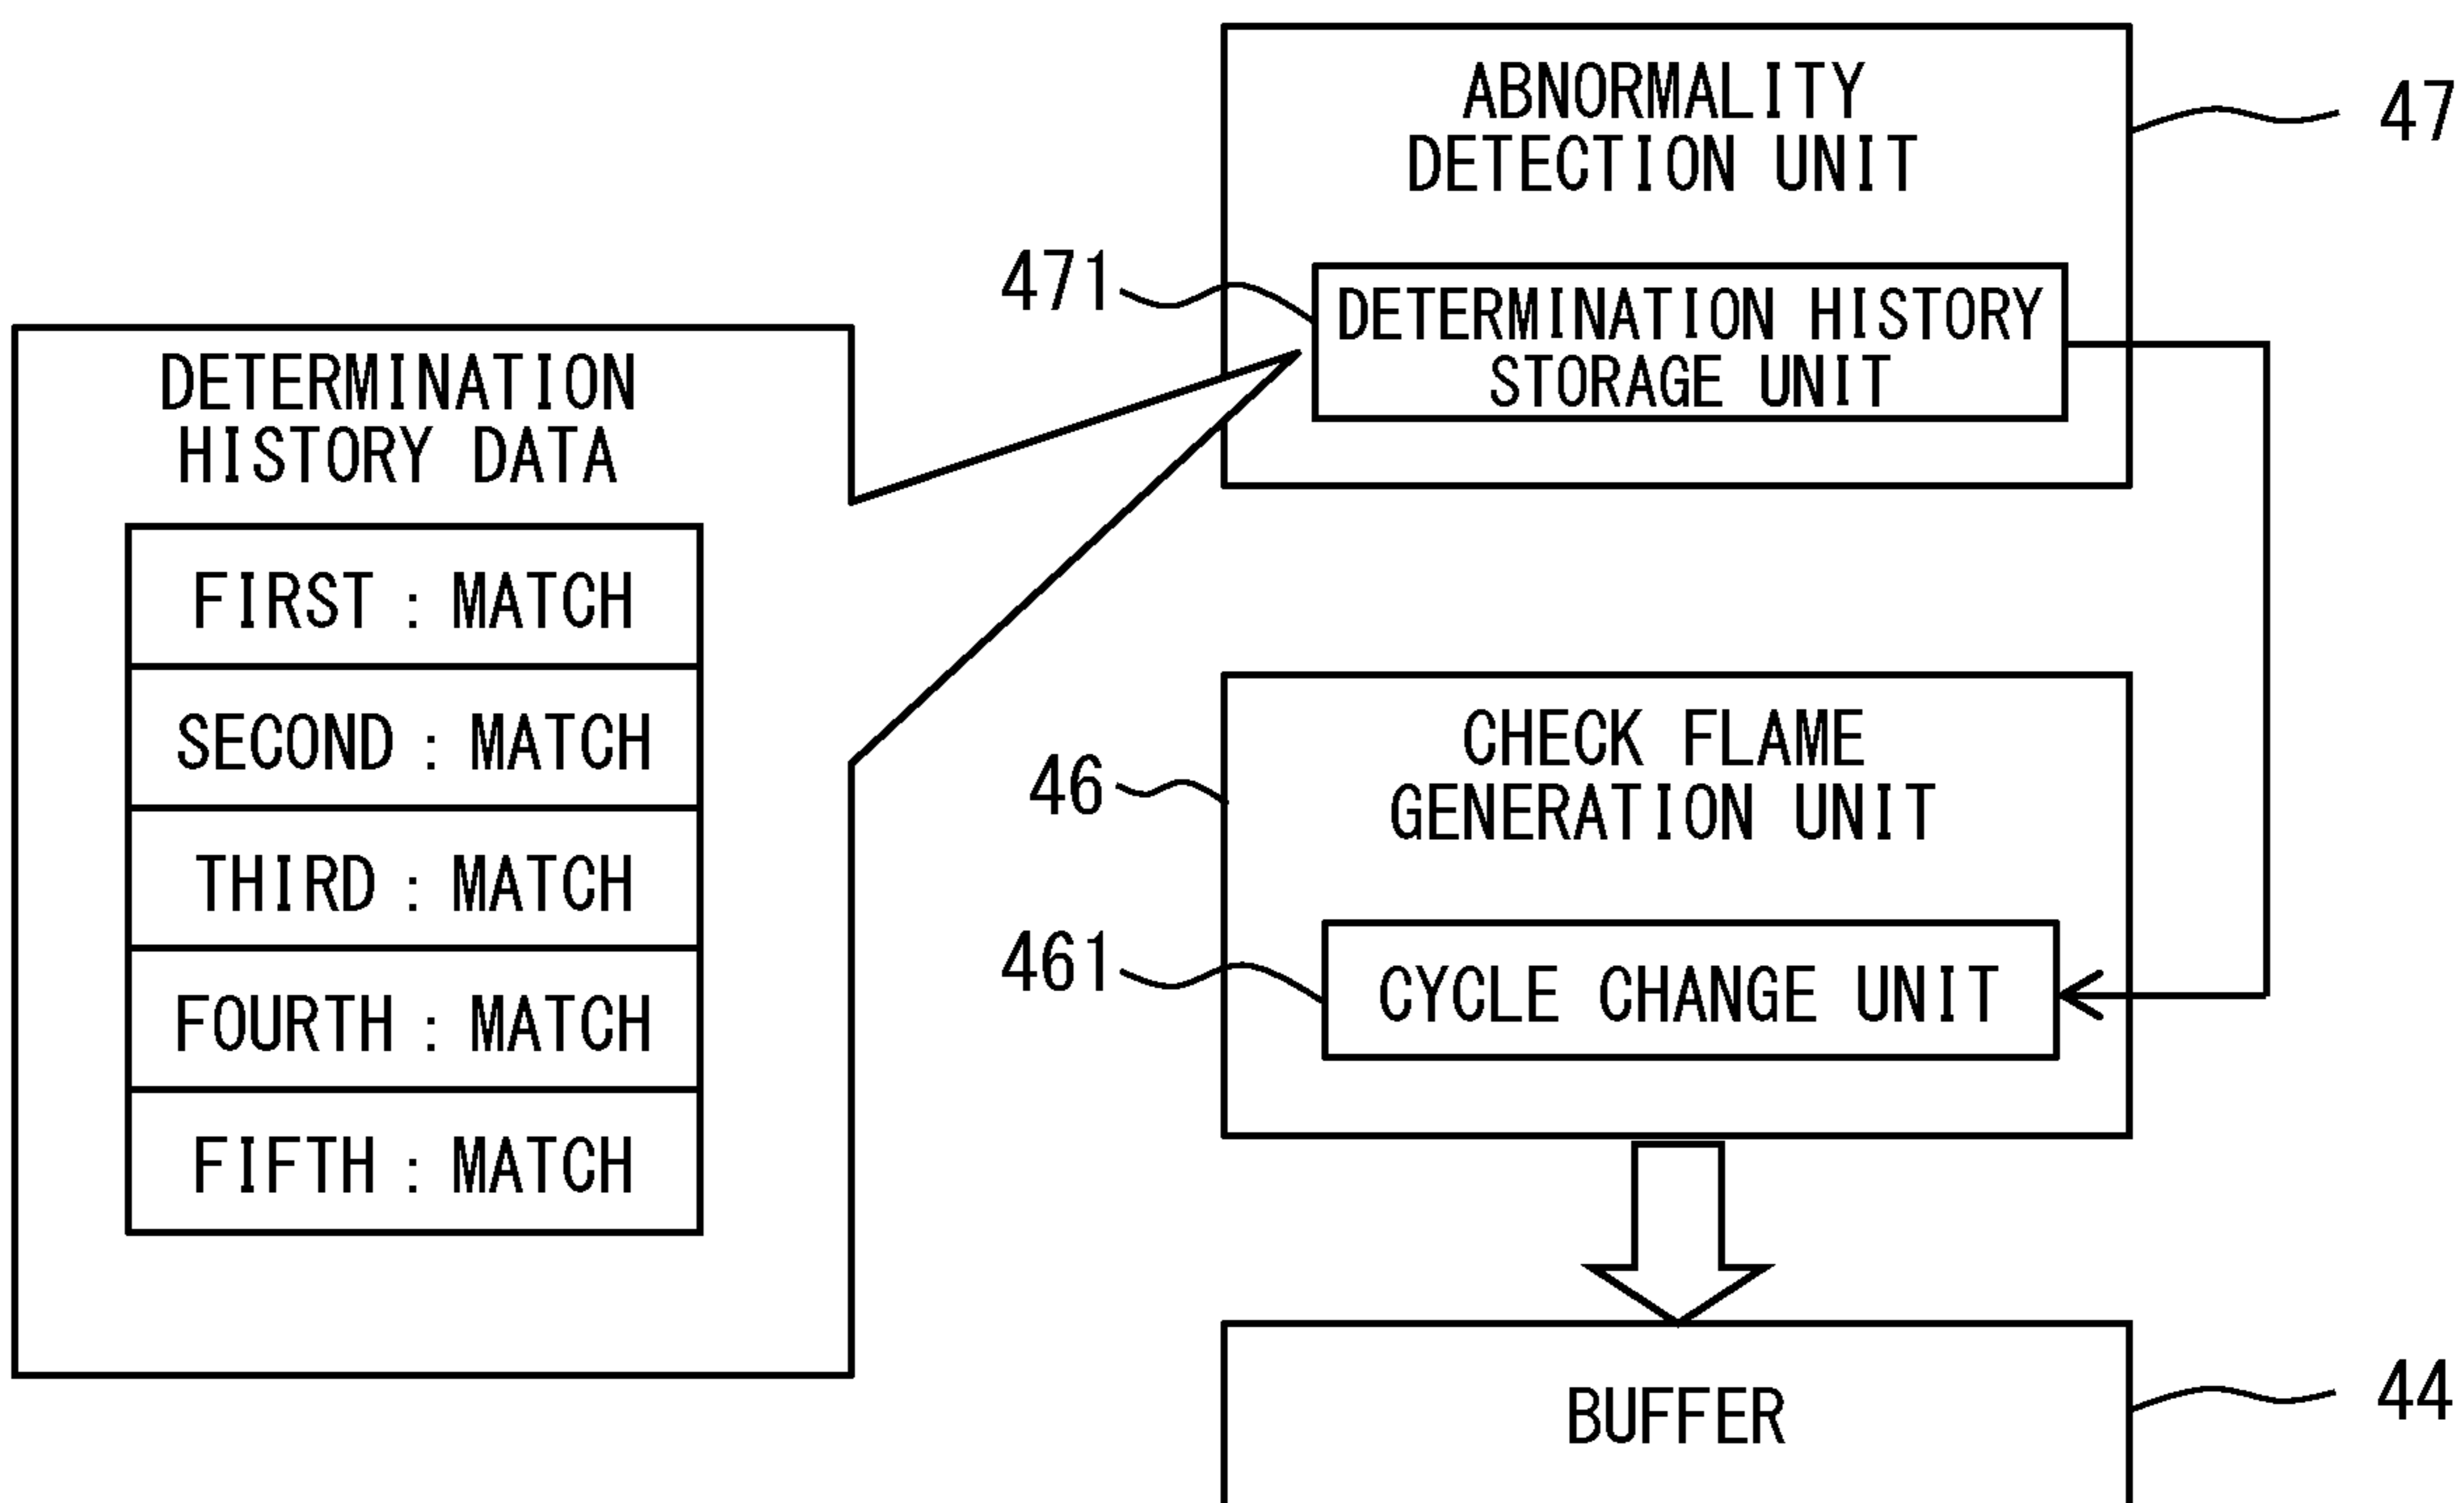 ABNORMALITY
DETECTION UNIT
47
471
DETERMINATION HISTORY
STORAGE UNIT
DETERMINATION
HISTORY DATA
FIRST : MATCH
SECOND : MATCH
THIRD : MATCH
FOURTH : MATCH
FIFTH : MATCH
CHECK FLAME
GENERATION UNIT
46
461
CYCLE CHANGE UNIT
BUFFER
44